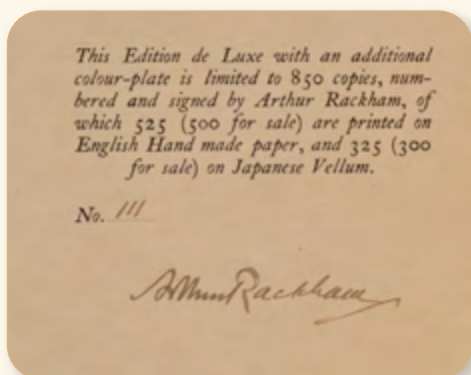 This Edition de Luxe with an additional
colour-plate is limited to 850 copies, num-
bered and signed by Arthur Rackham, of
which 525 (500 for sale) are printed on
English Hand made paper, and 325 (300
for sale) on Japanese Vellum.
No. 111
Arthur Rackham